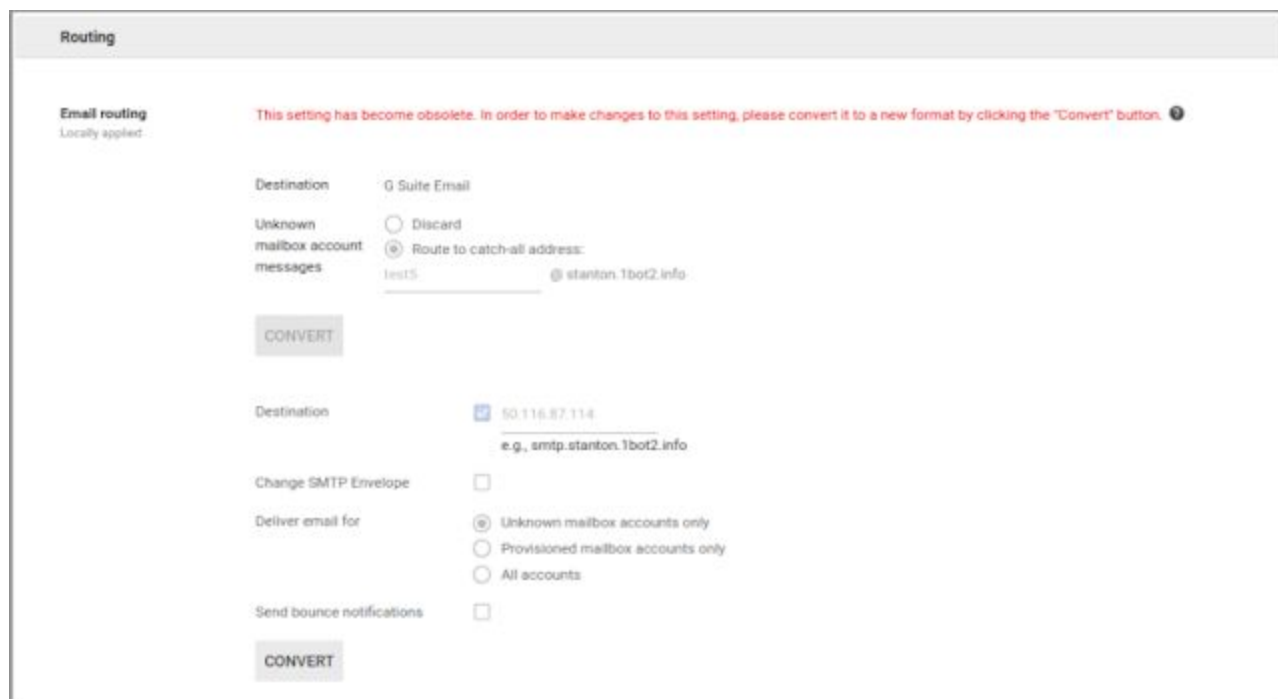 Routing
Email routing
Locally applied
This setting has become obsolete. In order to make changes to this setting, please convert it to a new format by clicking the "Convert" button. ?
Destination G Suite Email
Unknown mailbox account messages
Discard
Route to catch-all address:
test5 @ stanton.1bot2.info
CONVERT
Destination 50.116.87.114
e.g., smtp.stanton.1bot2.info
Change SMTP Envelope
Deliver email for Unknown mailbox accounts only
Provisioned mailbox accounts only
All accounts
Send bounce notifications
CONVERT